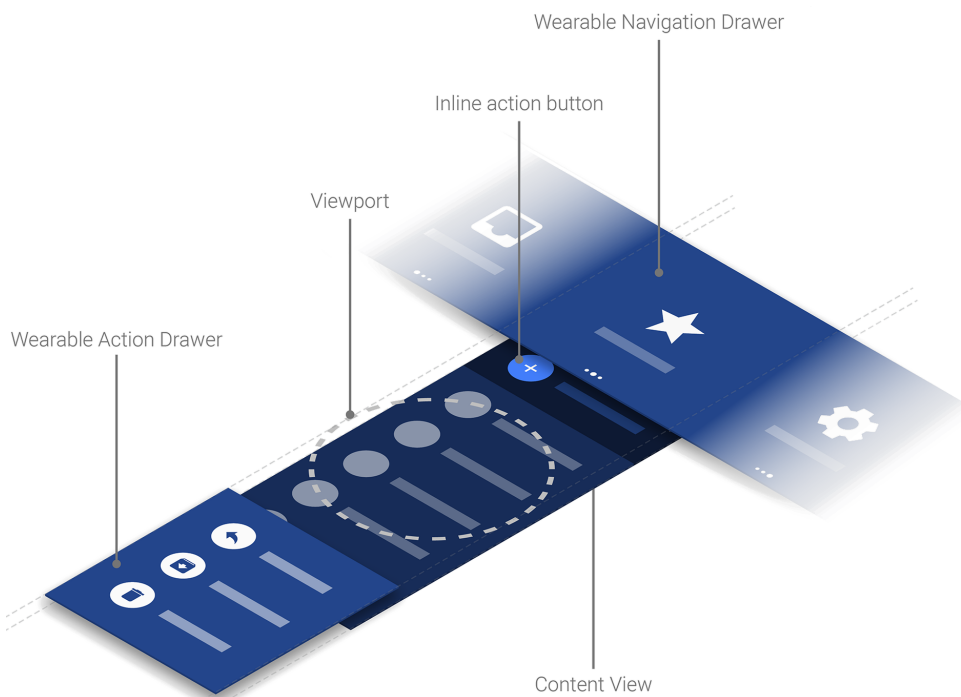 Wearable Navigation Drawer
Inline action button
Viewport
Wearable Action Drawer
Content View